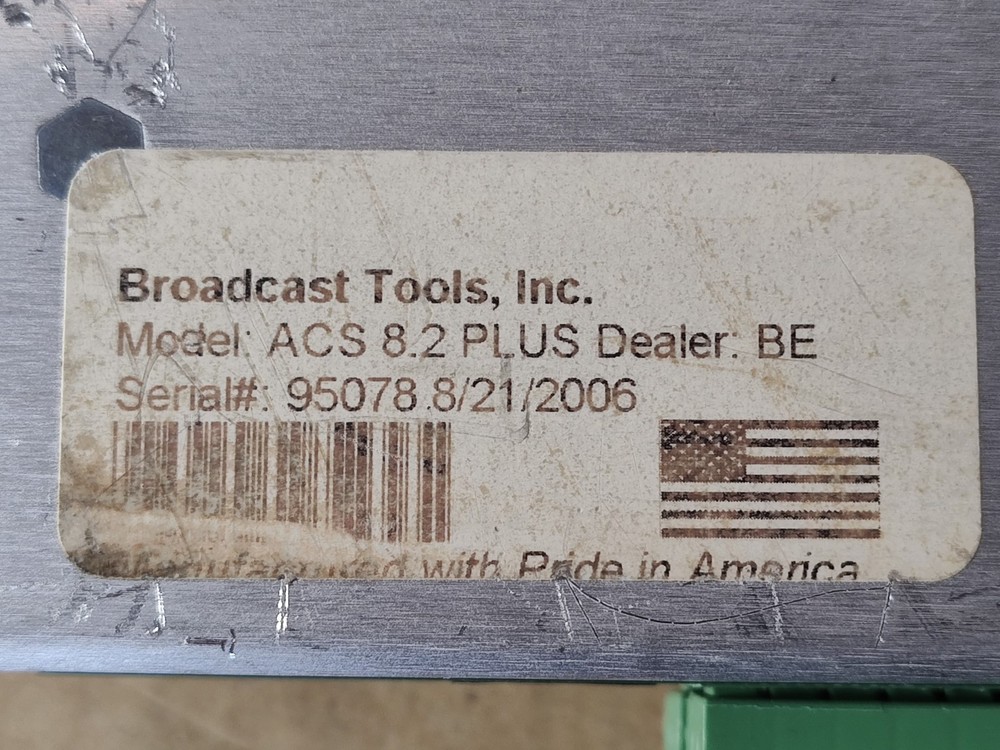 Broadcast Tools, Inc.
Model: ACS 8.2 PLUS Dealer: BE
Serial#: 95078 8/21/2006
Manufactured with Pride in America